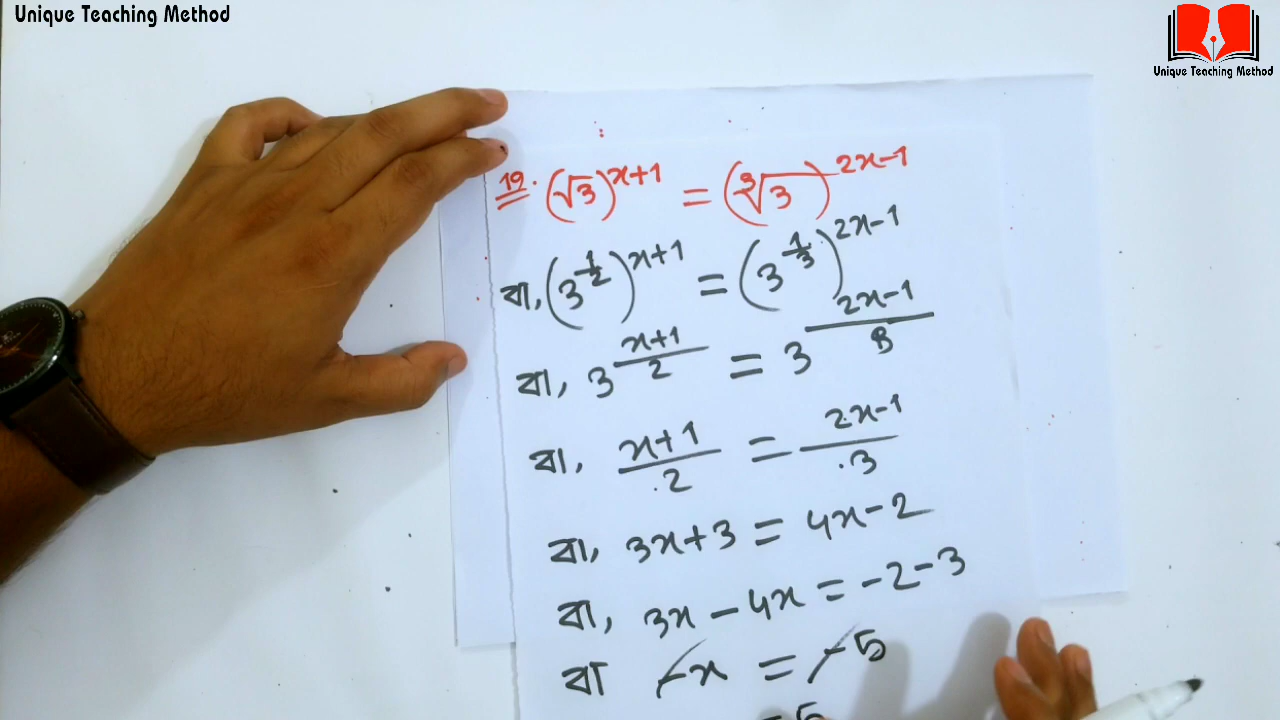 Unique Teaching Method
Unique Teaching Method
19. (√3)^(x+1) = (∛3)^(2x-1)
বা, (3^(1/2))^(x+1) = (3^(1/3))^(2x-1)
বা, 3^((x+1)/2) = 3^((2x-1)/3)
বা, (x+1)/2 = (2x-1)/3
বা, 3x+3 = 4x-2
বা, 3x - 4x = -2-3
বা -x = -5
= 5